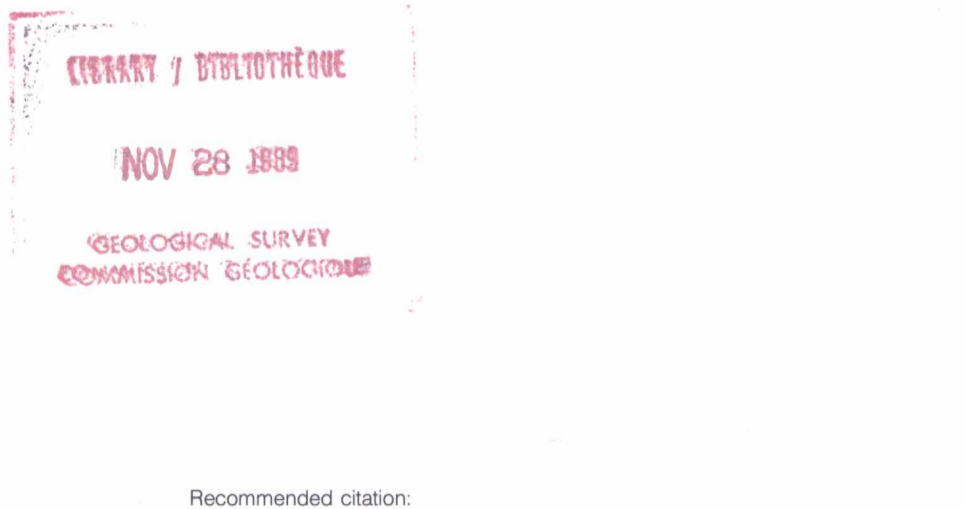 LIBRARY / BIBLIOTHÈQUE
NOV 28 1989
GEOLOGICAL SURVEY
COMMISSION GÉOLOGIQUE
Recommended citation: